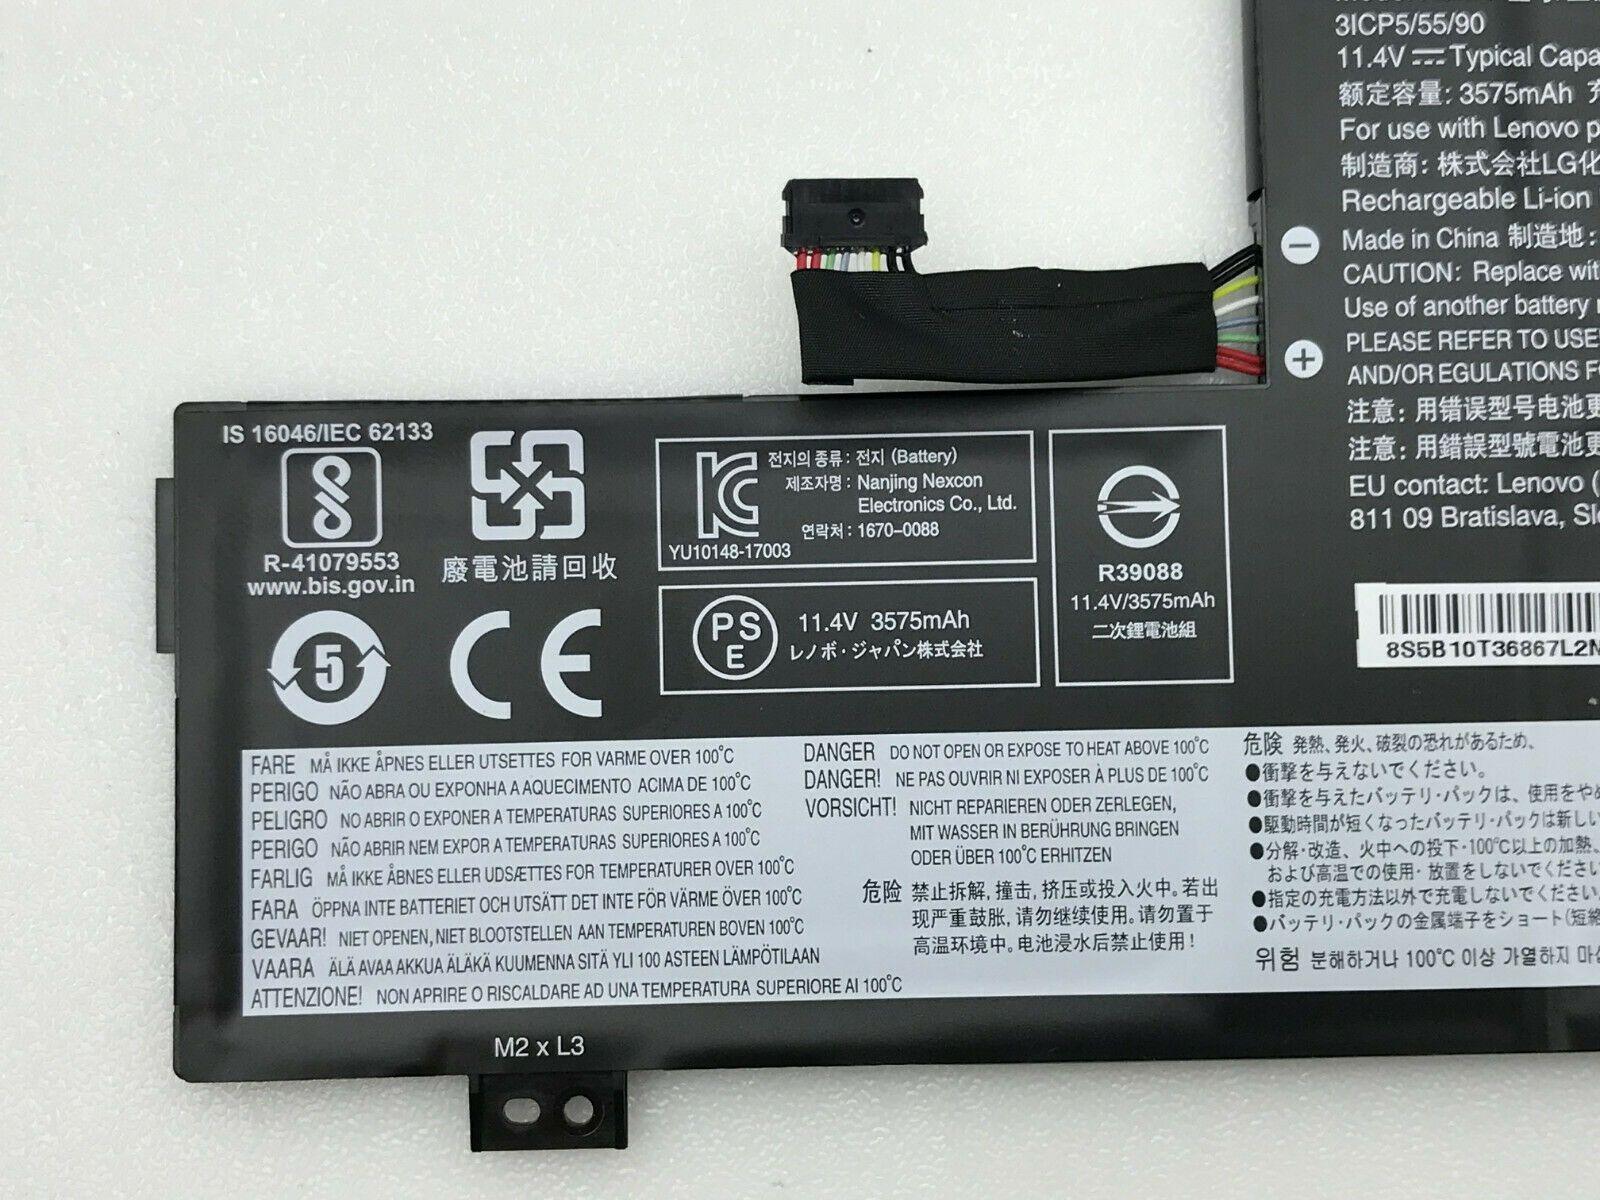 3ICP5/55/90
11.4V Typical Capa
额定容量: 3575mAh
For use with Lenovo p
制造商: 株式会社LG化
Rechargeable Li-ion
Made in China 制造地:
CAUTION: Replace wit
Use of another battery
PLEASE REFER TO USE
AND/OR EGULATIONS F
注意: 用错误型号电池更
注意: 用錯誤型號電池更
EU contact: Lenovo (
811 09 Bratislava, Slo
8S5B10T36867L2N
IS 16046/IEC 62133
R-41079553
www.bis.gov.in
廢電池請回收
5
CE
전지의 종류 : 전지 (Battery)
제조자명 : Nanjing Nexcon
Electronics Co., Ltd.
연락처 : 1670-0088
YU10148-17003
PS
E
11.4V 3575mAh
レノボ・ジャパン株式会社
R39088
11.4V/3575mAh
二次鋰電池組
FARE MÅ IKKE ÅPNES ELLER UTSETTES FOR VARME OVER 100°C
PERIGO NÃO ABRA OU EXPONHA A AQUECIMENTO ACIMA DE 100°C
PELIGRO NO ABRIR O EXPONER A TEMPERATURAS SUPERIORES A 100°C
PERIGO NÃO ABRIR NEM EXPOR A TEMPERATURAS SUPERIORES A 100°C
FARLIG MÅ IKKE ÅBNES ELLER UDSÆTTES FOR TEMPERATURER OVER 100°C
FARA ÖPPNA INTE BATTERIET OCH UTSÄTT DET INTE FÖR VÄRME ÖVER 100°C
GEVAAR! NIET OPENEN, NIET BLOOTSTELLEN AAN TEMPERATUREN BOVEN 100°C
VAARA ÄLÄ AVAA AKKUA ÄLÄKÄ KUUMENNA SITÄ YLI 100 ASTEEN LÄMPÖTILAAN
ATTENZIONE! NON APRIRE O RISCALDARE AD UNA TEMPERATURA SUPERIORE AI 100°C
DANGER DO NOT OPEN OR EXPOSE TO HEAT ABOVE 100°C
DANGER! NE PAS OUVRIR NI EXPOSER À PLUS DE 100°C
VORSICHT! NICHT REPARIEREN ODER ZERLEGEN,
MIT WASSER IN BERÜHRUNG BRINGEN
ODER ÜBER 100°C ERHITZEN
危险 禁止拆解, 撞击, 挤压或投入火中。若出
现严重鼓胀, 请勿继续使用。请勿置于
高温环境中。电池浸水后禁止使用!
危険 発熱、発火、破裂の恐れがあるため、
●衝撃を与えないでください。
●衝撃を与えたバッテリ・パックは、使用をやめ
●駆動時間が短くなったバッテリ・パックは新しい
●分解・改造、火中への投下・100°C以上の加熱、
および高温での使用・放置をしないでください
●指定の充電方法以外で充電しないでください。
●バッテリ・パックの金属端子をショート(短絡
위험 분해하거나 100°C 이상 가열하지 마
M2 x L3